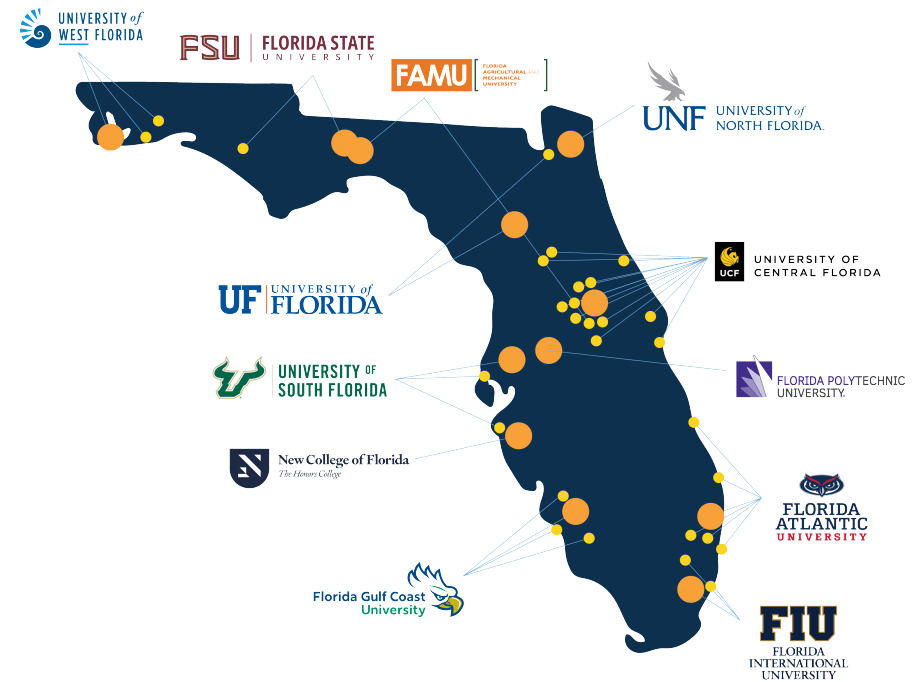 UNIVERSITY of
WEST FLORIDA
FSU
FLORIDA STATE
UNIVERSITY
FAMU
FLORIDA
AGRICULTURAL AND
MECHANICAL
UNIVERSITY
UNF
UNIVERSITY of
NORTH FLORIDA.
UCF
UNIVERSITY OF
CENTRAL FLORIDA
UF
UNIVERSITY of
FLORIDA
UNIVERSITY OF
SOUTH FLORIDA
FLORIDA POLYTECHNIC
UNIVERSITY.
N
New College of Florida
The Honors College
FLORIDA
ATLANTIC
UNIVERSITY
Florida Gulf Coast
University
FIU
FLORIDA
INTERNATIONAL
UNIVERSITY